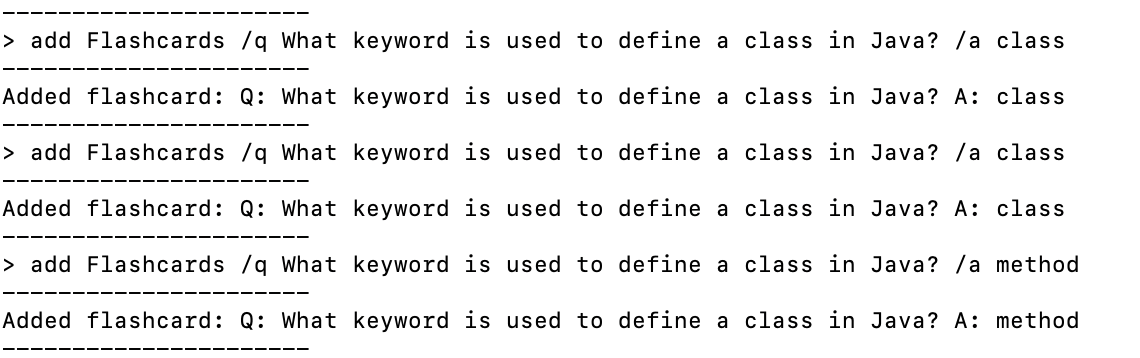 ----------------------
> add Flashcards /q What keyword is used to define a class in Java? /a class
----------------------
Added flashcard: Q: What keyword is used to define a class in Java? A: class
----------------------
> add Flashcards /q What keyword is used to define a class in Java? /a class
----------------------
Added flashcard: Q: What keyword is used to define a class in Java? A: class
----------------------
> add Flashcards /q What keyword is used to define a class in Java? /a method
----------------------
Added flashcard: Q: What keyword is used to define a class in Java? A: method
----------------------